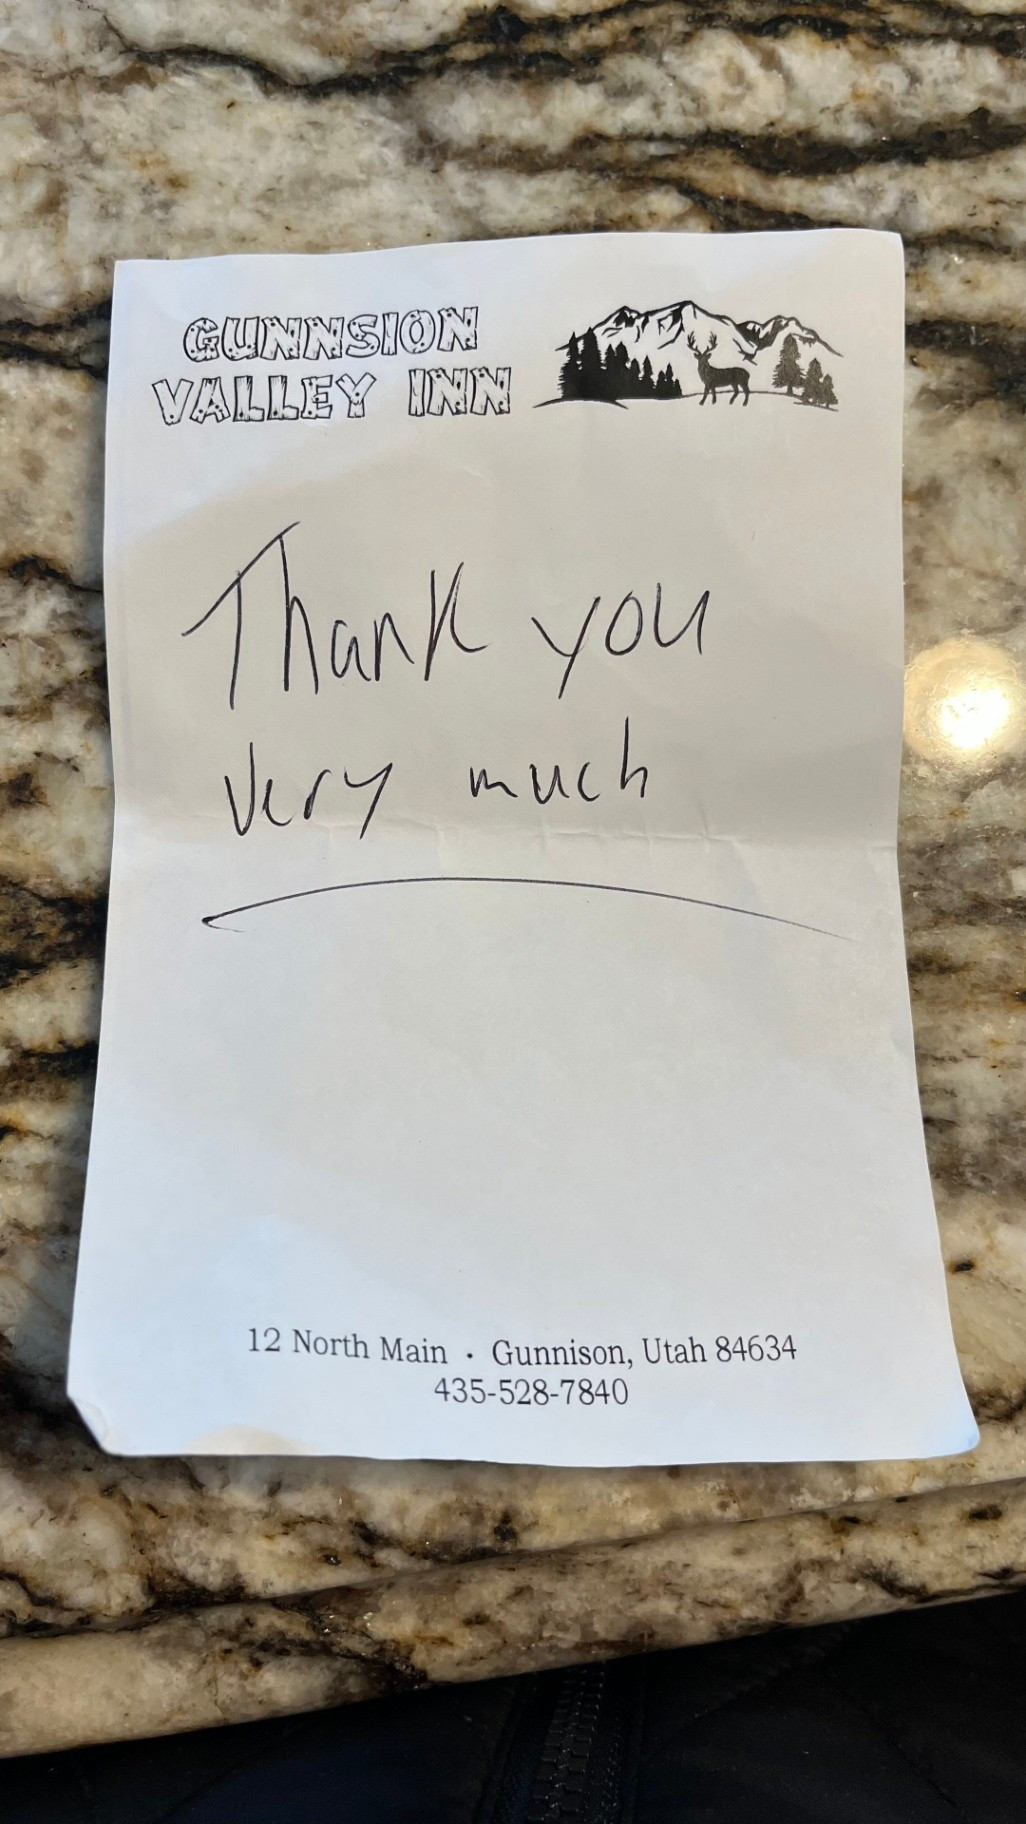 GUNNSION
VALLEY INN
Thank you
very much
12 North Main · Gunnison, Utah 84634
435-528-7840